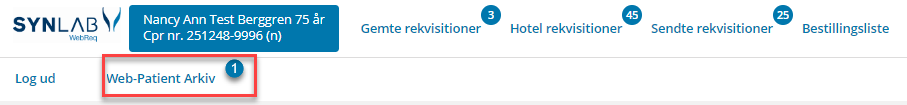 SYNLAB
WebReq
Nancy Ann Test Berggren 75 år
Cpr nr. 251248-9996 (n)
Gemte rekvisitioner 3
Hotel rekvisitioner 45
Sendte rekvisitioner 25
Bestillingsliste
Log ud
Web-Patient Arkiv 1